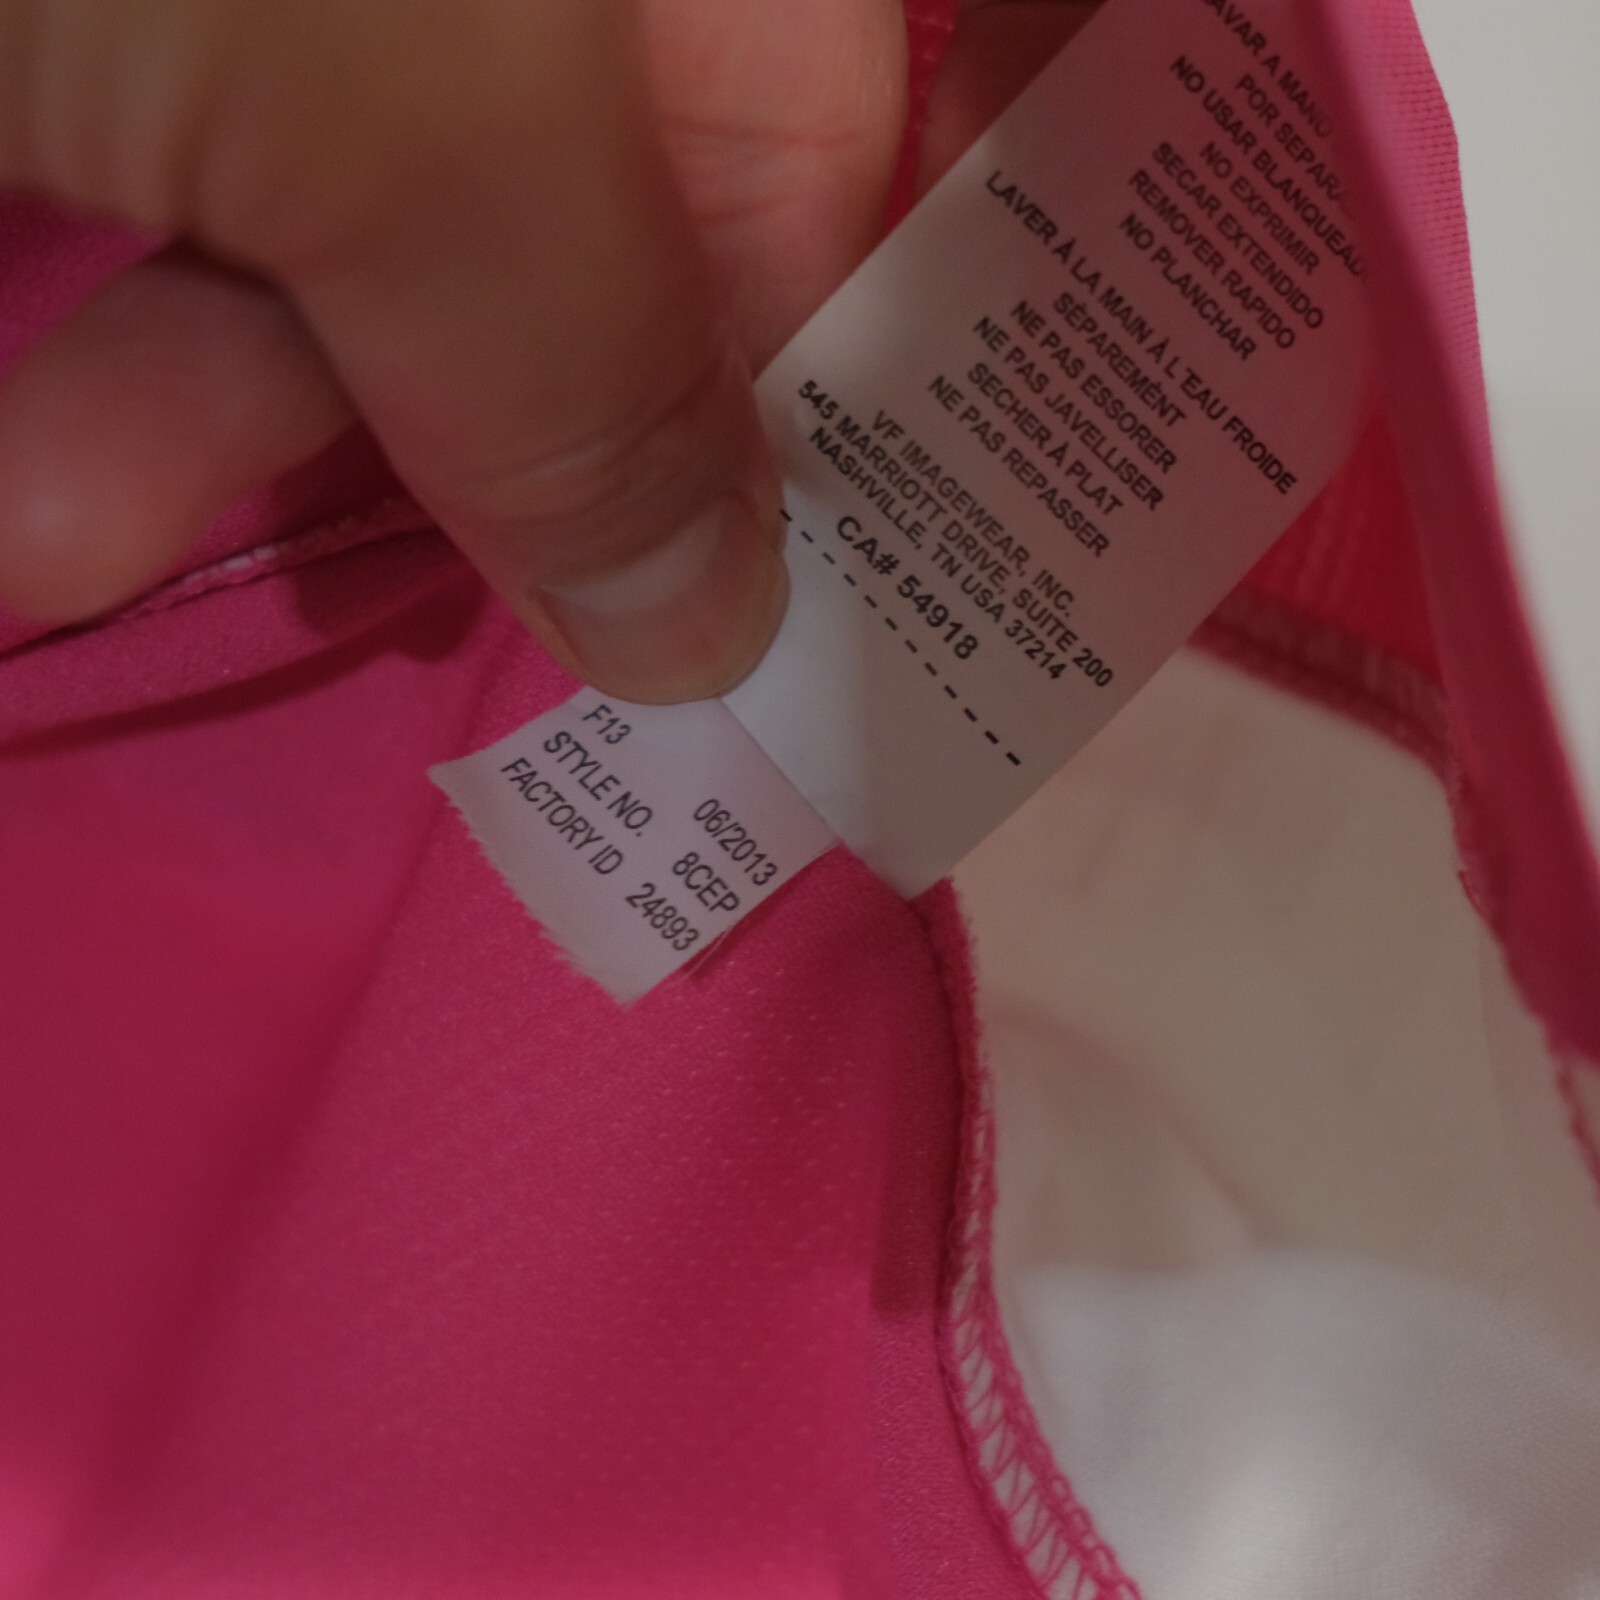 LAVAR A MANO
POR SEPARA
NO USAR BLANQUEAD
NO EXPRIMIR
SECAR EXTENDIDO
REMOVER RAPIDO
NO PLANCHAR
LAVER À LA MAIN À L'EAU FROIDE
SÉPAREMËNT
NE PAS ESSORER
NE PAS JAVELLISER
SECHER À PLAT
NE PAS REPASSER
VF IMAGEWEAR, INC.
545 MARRIOTT DRIVE, SUITE 200
NASHVILLE, TN USA 37214
CA# 54918
F13 06/2013
STYLE NO. 8CEP
FACTORY ID 24893